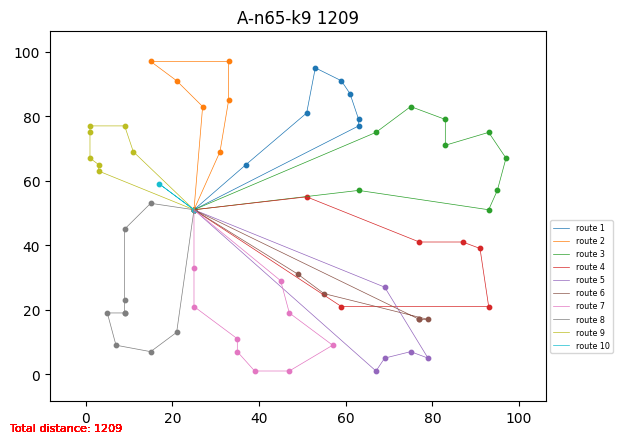 A-n65-k9 1209
100
80
60
40
20
0
0 20 40 60 80 100
route 1
route 2
route 3
route 4
route 5
route 6
route 7
route 8
route 9
route 10
Total distance: 1209